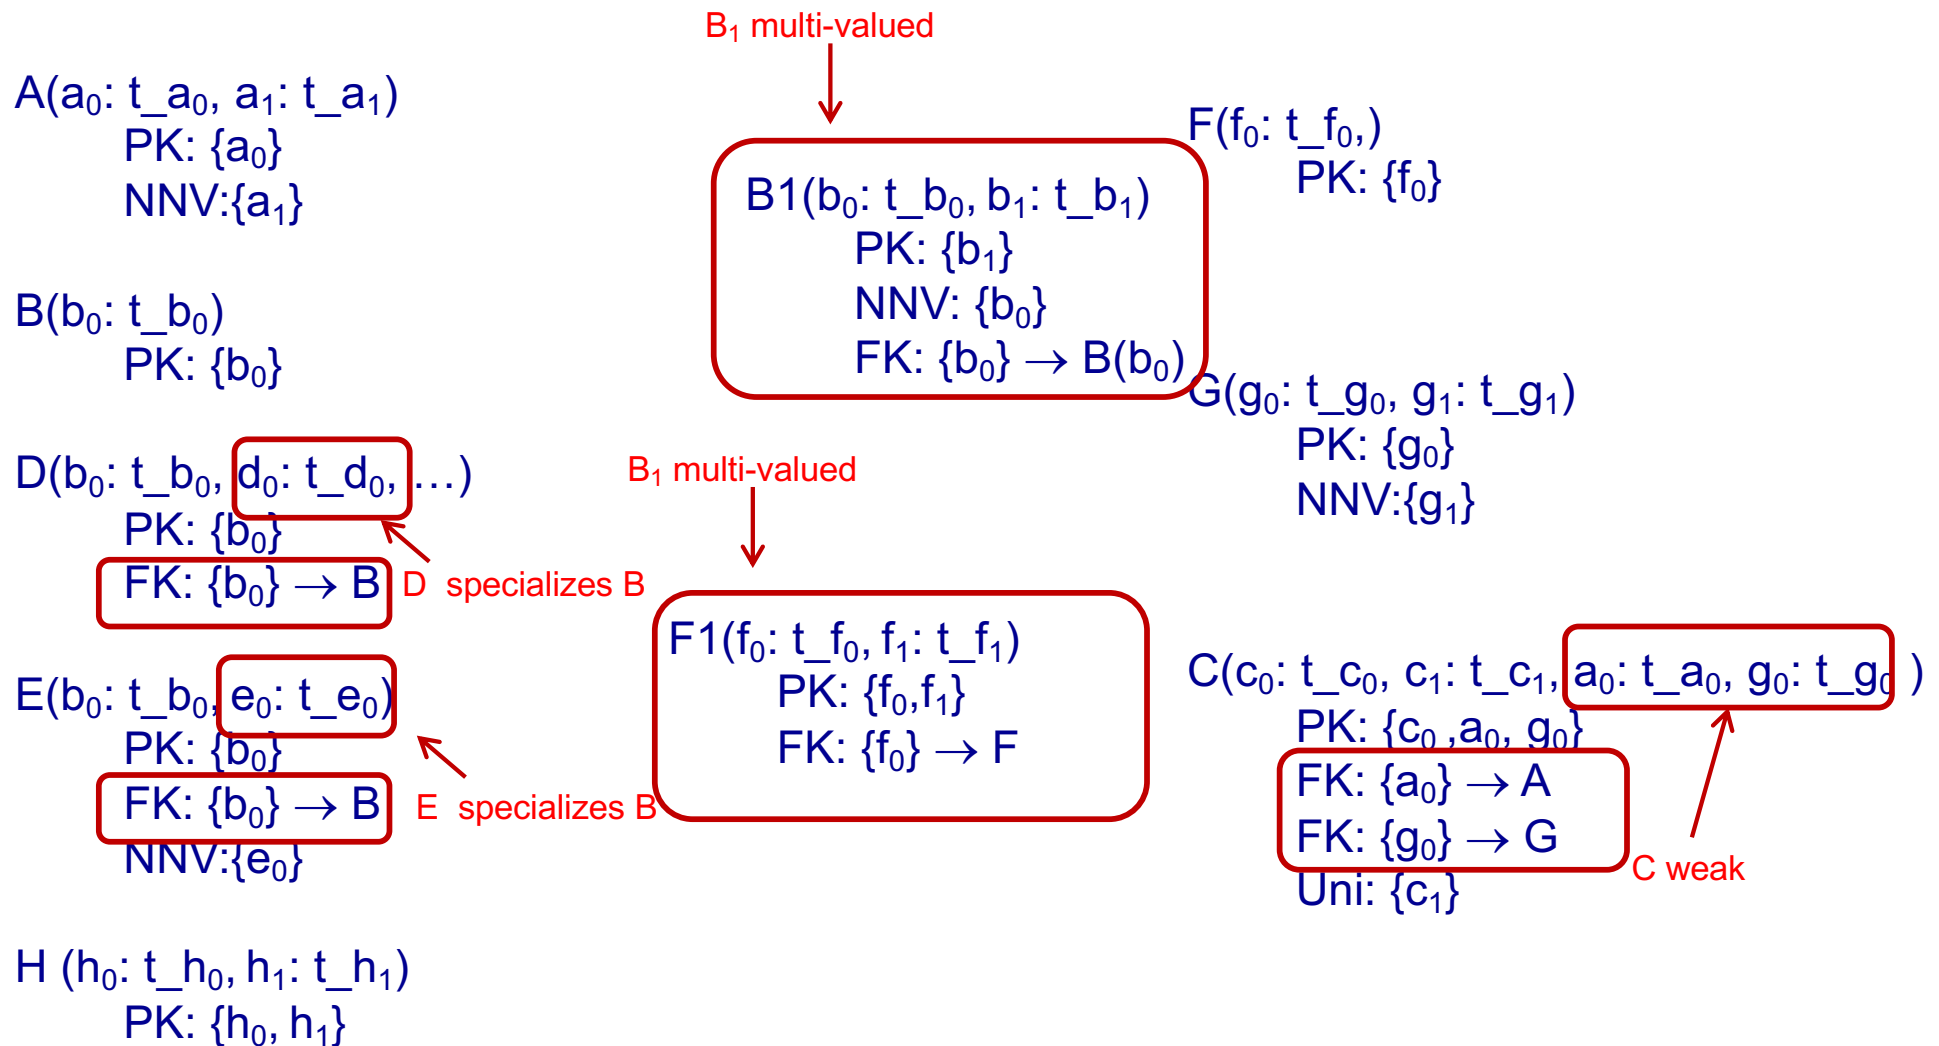 B₁ multi-valued
A(a₀: t_a₀, a₁: t_a₁)
PK: {a₀}
NNV:{a₁}
B(b₀: t_b₀)
PK: {b₀}
D(b₀: t_b₀, d₀: t_d₀, …)
PK: {b₀}
FK: {b₀} → B
D specializes B
E(b₀: t_b₀, e₀: t_e₀)
PK: {b₀}
FK: {b₀} → B
E specializes B
NNV:{e₀}
H (h₀: t_h₀, h₁: t_h₁)
PK: {h₀, h₁}
B1(b₀: t_b₀, b₁: t_b₁)
PK: {b₁}
NNV: {b₀}
FK: {b₀} → B(b₀)
B₁ multi-valued
F1(f₀: t_f₀, f₁: t_f₁)
PK: {f₀,f₁}
FK: {f₀} → F
F(f₀: t_f₀,)
PK: {f₀}
G(g₀: t_g₀, g₁: t_g₁)
PK: {g₀}
NNV:{g₁}
C(c₀: t_c₀, c₁: t_c₁, a₀: t_a₀, g₀: t_g₀ )
PK: {c₀ ,a₀, g₀}
FK: {a₀} → A
FK: {g₀} → G
Uni: {c₁}
C weak